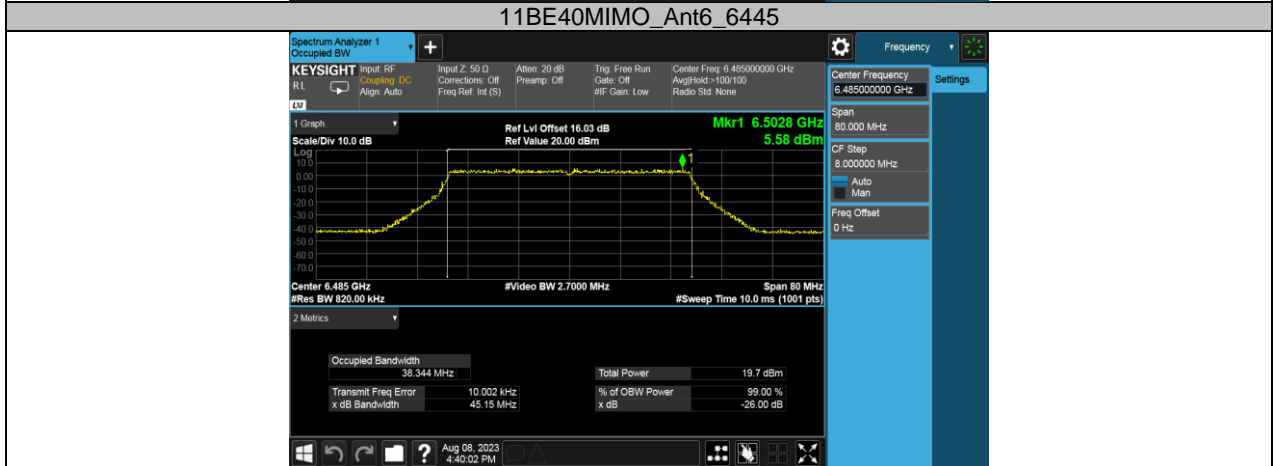 11BE40MIMO_Ant6_6445
Spectrum Analyzer 1
Occupied BW
+
Frequency
KEYSIGHT
RL
LXI
Input: RF
Coupling: DC
Align: Auto
Input Z: 50 Ω
Corrections: Off
Freq Ref: Int (S)
Atten: 20 dB
Preamp: Off
Trig: Free Run
Gate: Off
#IF Gain: Low
Center Freq: 6.485000000 GHz
Avg|Hold:>100/100
Radio Std: None
Center Frequency
6.485000000 GHz
Settings
Span
80.000 MHz
CF Step
8.000000 MHz
Auto
Man
Freq Offset
0 Hz
1 Graph
Scale/Div 10.0 dB
Ref Lvl Offset 16.03 dB
Ref Value 20.00 dBm
Mkr1 6.5028 GHz
5.58 dBm
Log
10.0
0.00
-10.0
-20.0
-30.0
-40.0
-50.0
-60.0
-70.0
1
Center 6.485 GHz
#Video BW 2.7000 MHz
Span 80 MHz
#Res BW 820.00 kHz
#Sweep Time 10.0 ms (1001 pts)
2 Metrics
Occupied Bandwidth
38.344 MHz
Total Power 19.7 dBm
Transmit Freq Error 10.002 kHz
% of OBW Power 99.00 %
x dB Bandwidth 45.15 MHz
x dB -26.00 dB
?
Aug 08, 2023
4:40:02 PM